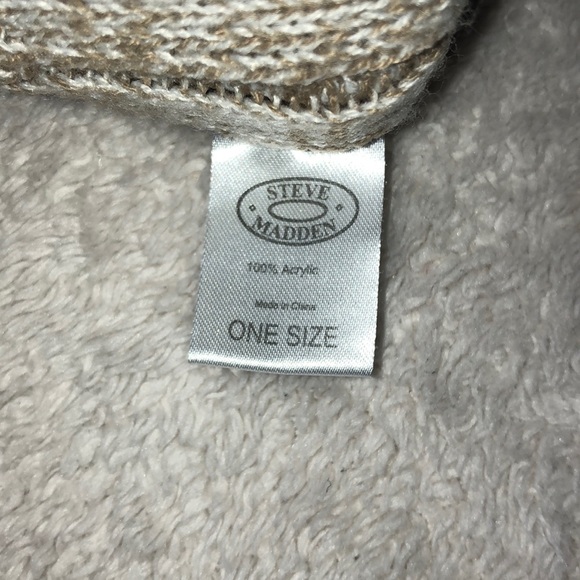 STEVE
MADDEN
100% Acrylic
Made in China
ONE SIZE